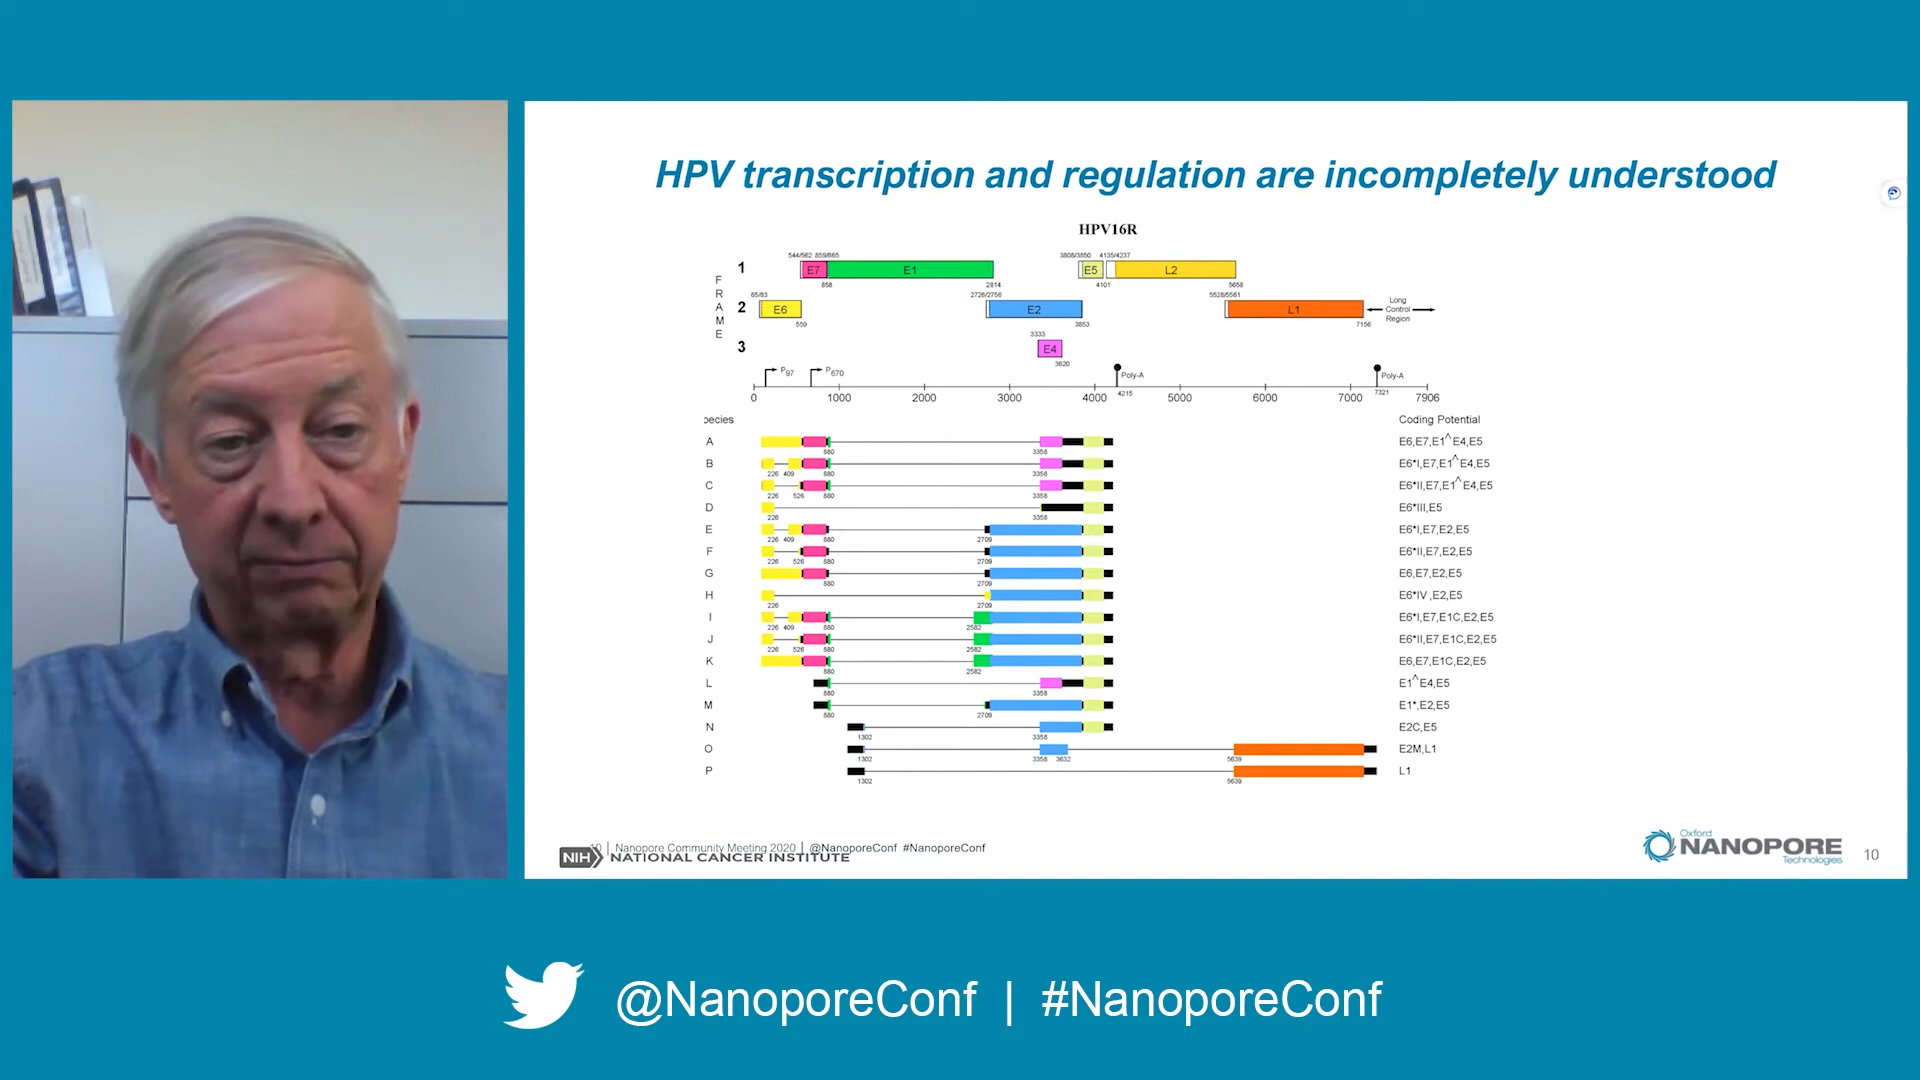 HPV transcription and regulation are incompletely understood
HPV16R
544/562 859/865 3808/3850 4135/4237
1 E7 E1 E5 L2
858 2814 4101 5658
FRAME
65/83 2726/2756 5528/5561
2 E6 E2 L1 Long Control Region
559 3853 7156
3333
3 E4
3620
P97 P670 Poly-A Poly-A
4215 7321
0 1000 2000 3000 4000 5000 6000 7000 7906
pecies Coding Potential
A E6,E7,E1^E4,E5
880 3358
B E6*I,E7,E1^E4,E5
226 409 880 3358
C E6*II,E7,E1^E4,E5
226 526 880 3358
D E6*III,E5
226 3358
E E6*I,E7,E2,E5
226 409 880 2709
F E6*II,E7,E2,E5
226 526 880 2709
G E6,E7,E2,E5
880 2709
H E6*IV ,E2,E5
226 2709
I E6*I,E7,E1C,E2,E5
226 409 880 2582
J E6*II,E7,E1C,E2,E5
226 526 880 2582
K E6,E7,E1C,E2,E5
880 2582
L E1^E4,E5
880 3358
M E1*,E2,E5
880 2709
N E2C,E5
1302 3358
O E2M,L1
1302 3358 3632 5639
P L1
1302 5639
10 | Nanopore Community Meeting 2020 | @NanoporeConf #NanoporeConf
NIH NATIONAL CANCER INSTITUTE
Oxford
NANOPORE
Technologies
10
@NanoporeConf | #NanoporeConf